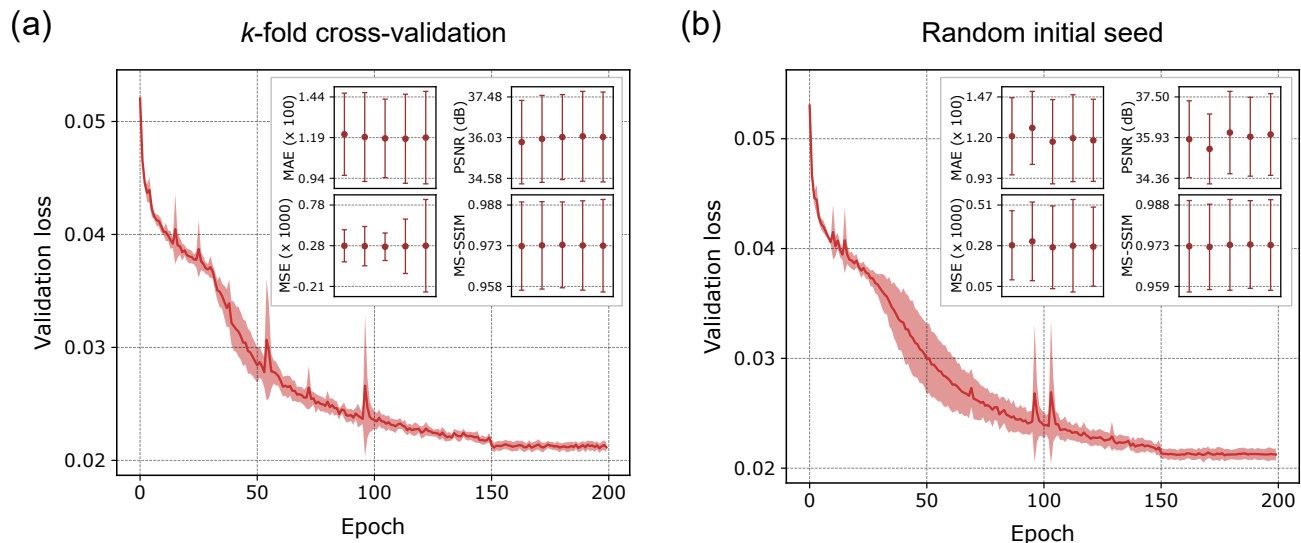 (a)
k-fold cross-validation
0.05
0.04
0.03
0.02
Validation loss
0
50
100
150
200
Epoch
MAE (x 100)
1.44
1.19
0.94
PSNR (dB)
37.48
36.03
34.58
MSE (x 1000)
0.78
0.28
-0.21
MS-SSIM
0.988
0.973
0.958
(b)
Random initial seed
0.05
0.04
0.03
0.02
Validation loss
0
50
100
150
200
Epoch
MAE (x 100)
1.47
1.20
0.93
PSNR (dB)
37.50
35.93
34.36
MSE (x 1000)
0.51
0.28
0.05
MS-SSIM
0.988
0.973
0.959